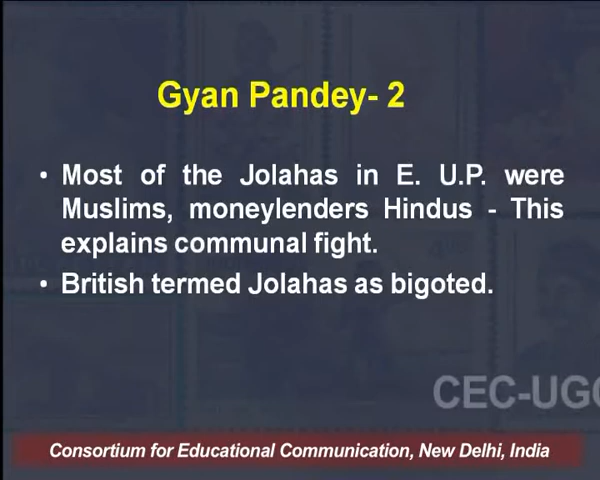 Gyan Pandey- 2
• Most of the Jolahas in E. U.P. were
Muslims, moneylenders Hindus - This
explains communal fight.
• British termed Jolahas as bigoted.
CEC-UGC
Consortium for Educational Communication, New Delhi, India